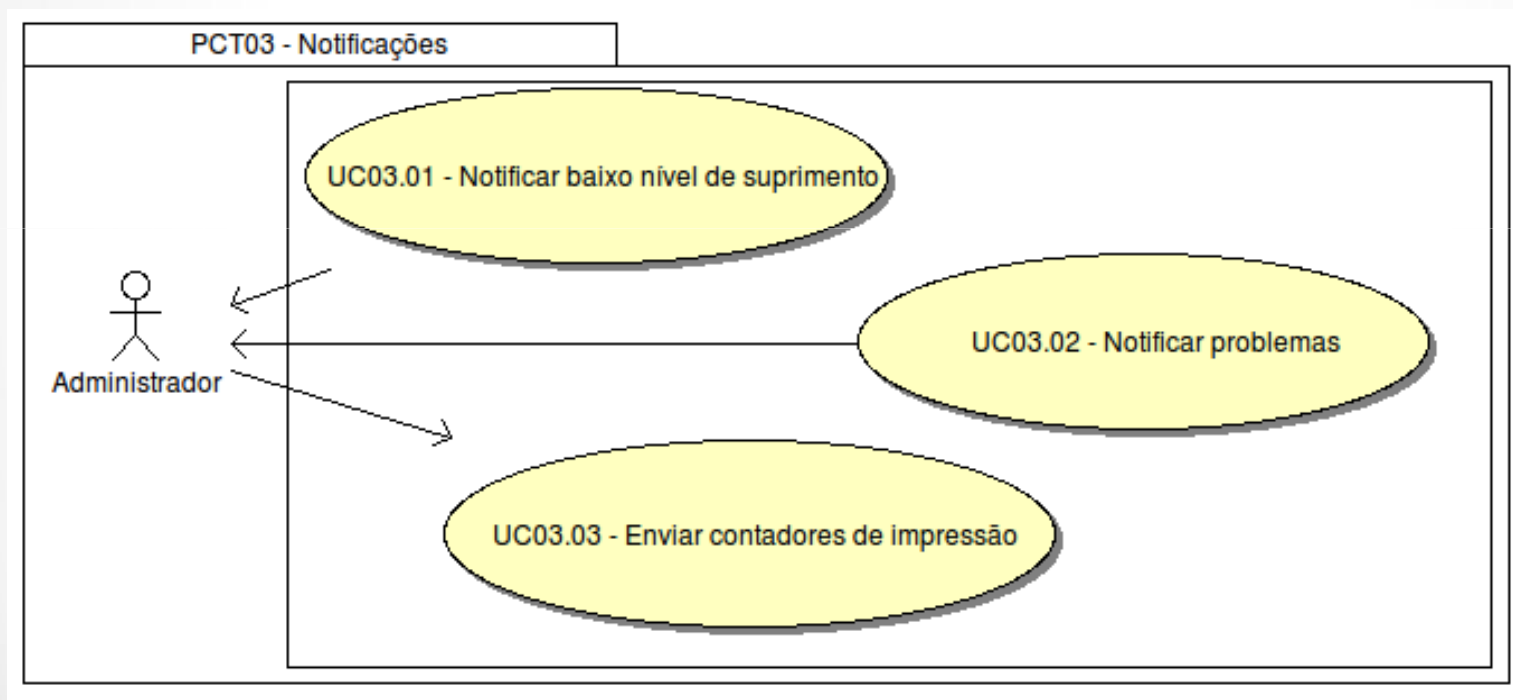 PCT03 - Notificações
UC03.01 - Notificar baixo nível de suprimento
UC03.02 - Notificar problemas
Administrador
UC03.03 - Enviar contadores de impressão